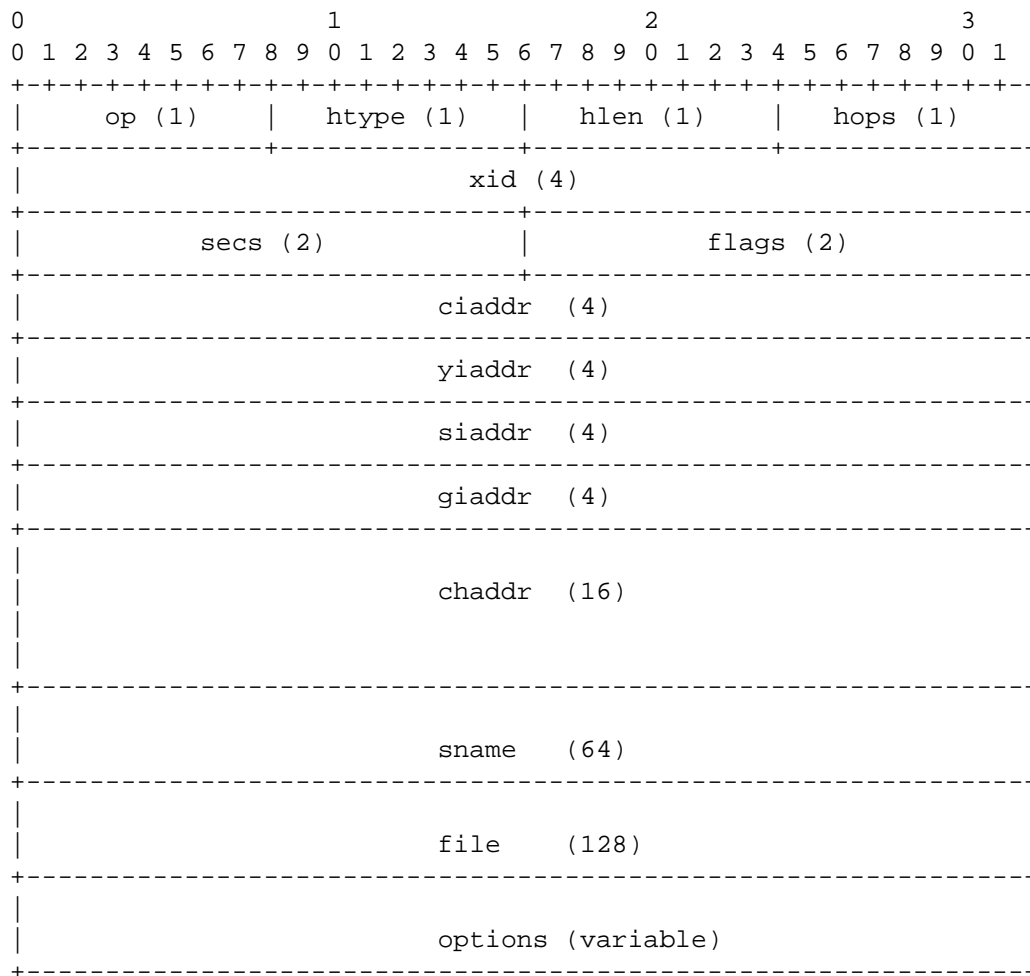 0                   1                   2                   3
0 1 2 3 4 5 6 7 8 9 0 1 2 3 4 5 6 7 8 9 0 1 2 3 4 5 6 7 8 9 0 1
+-+-+-+-+-+-+-+-+-+-+-+-+-+-+-+-+-+-+-+-+-+-+-+-+-+-+-+-+-+-+-+--
|     op (1)    |   htype (1)   |   hlen (1)    |   hops (1)
+---------------+---------------+---------------+----------------
|                            xid (4)
+-------------------------------+--------------------------------
|           secs (2)            |           flags (2)
+-------------------------------+--------------------------------
|                          ciaddr  (4)
+----------------------------------------------------------------
|                          yiaddr  (4)
+----------------------------------------------------------------
|                          siaddr  (4)
+----------------------------------------------------------------
|                          giaddr  (4)
+----------------------------------------------------------------
|
|                          chaddr  (16)
|
|
+----------------------------------------------------------------
|
|                          sname   (64)
+----------------------------------------------------------------
|
|                          file    (128)
+----------------------------------------------------------------
|
|                          options (variable)
+----------------------------------------------------------------